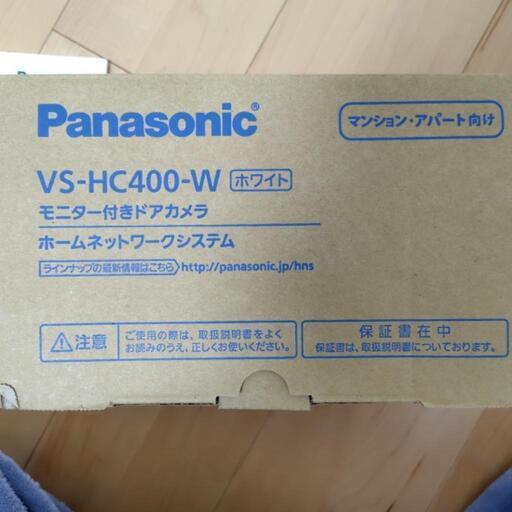 Panasonic®
マンション・アパート向け
VS-HC400-W ホワイト
モニター付きドアカメラ
ホームネットワークシステム
ラインナップの最新情報はこちら http://panasonic.jp/hns
注意
ご使用の際は、取扱説明書をよく
お読みのうえ、正しくお使いください。
保証書在中
保証書は、取扱説明書についております。